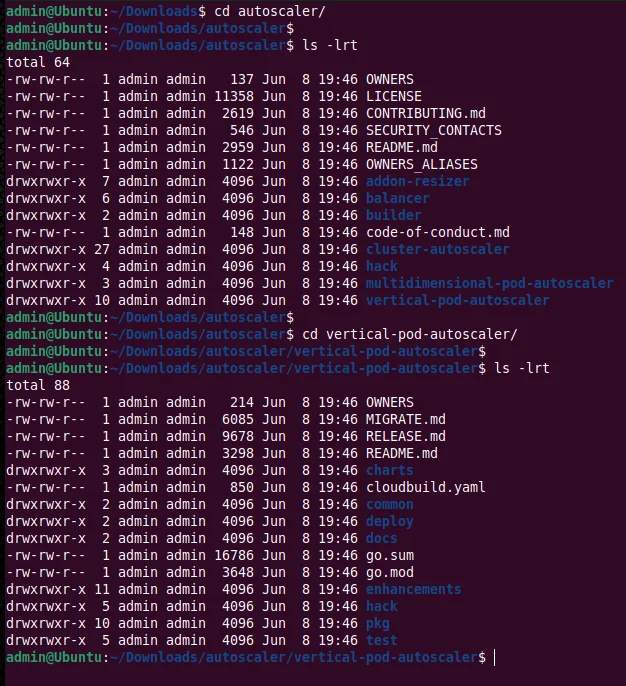 admin@Ubuntu:~/Downloads$ cd autoscaler/
admin@Ubuntu:~/Downloads/autoscaler$
admin@Ubuntu:~/Downloads/autoscaler$ ls -lrt
total 64
-rw-rw-r--  1 admin admin   137 Jun  8 19:46 OWNERS
-rw-rw-r--  1 admin admin 11358 Jun  8 19:46 LICENSE
-rw-rw-r--  1 admin admin  2619 Jun  8 19:46 CONTRIBUTING.md
-rw-rw-r--  1 admin admin   546 Jun  8 19:46 SECURITY_CONTACTS
-rw-rw-r--  1 admin admin  2959 Jun  8 19:46 README.md
-rw-rw-r--  1 admin admin  1122 Jun  8 19:46 OWNERS_ALIASES
drwxrwxr-x  7 admin admin  4096 Jun  8 19:46 addon-resizer
drwxrwxr-x  6 admin admin  4096 Jun  8 19:46 balancer
drwxrwxr-x  2 admin admin  4096 Jun  8 19:46 builder
-rw-rw-r--  1 admin admin   148 Jun  8 19:46 code-of-conduct.md
drwxrwxr-x 27 admin admin  4096 Jun  8 19:46 cluster-autoscaler
drwxrwxr-x  4 admin admin  4096 Jun  8 19:46 hack
drwxrwxr-x  3 admin admin  4096 Jun  8 19:46 multidimensional-pod-autoscaler
drwxrwxr-x 10 admin admin  4096 Jun  8 19:46 vertical-pod-autoscaler
admin@Ubuntu:~/Downloads/autoscaler$
admin@Ubuntu:~/Downloads/autoscaler$ cd vertical-pod-autoscaler/
admin@Ubuntu:~/Downloads/autoscaler/vertical-pod-autoscaler$
admin@Ubuntu:~/Downloads/autoscaler/vertical-pod-autoscaler$ ls -lrt
total 88
-rw-rw-r--  1 admin admin   214 Jun  8 19:46 OWNERS
-rw-rw-r--  1 admin admin  6085 Jun  8 19:46 MIGRATE.md
-rw-rw-r--  1 admin admin  9678 Jun  8 19:46 RELEASE.md
-rw-rw-r--  1 admin admin  3298 Jun  8 19:46 README.md
drwxrwxr-x  3 admin admin  4096 Jun  8 19:46 charts
-rw-rw-r--  1 admin admin   850 Jun  8 19:46 cloudbuild.yaml
drwxrwxr-x  2 admin admin  4096 Jun  8 19:46 common
drwxrwxr-x  2 admin admin  4096 Jun  8 19:46 deploy
drwxrwxr-x  2 admin admin  4096 Jun  8 19:46 docs
-rw-rw-r--  1 admin admin 16786 Jun  8 19:46 go.sum
-rw-rw-r--  1 admin admin  3648 Jun  8 19:46 go.mod
drwxrwxr-x 11 admin admin  4096 Jun  8 19:46 enhancements
drwxrwxr-x  5 admin admin  4096 Jun  8 19:46 hack
drwxrwxr-x 10 admin admin  4096 Jun  8 19:46 pkg
drwxrwxr-x  5 admin admin  4096 Jun  8 19:46 test
admin@Ubuntu:~/Downloads/autoscaler/vertical-pod-autoscaler$